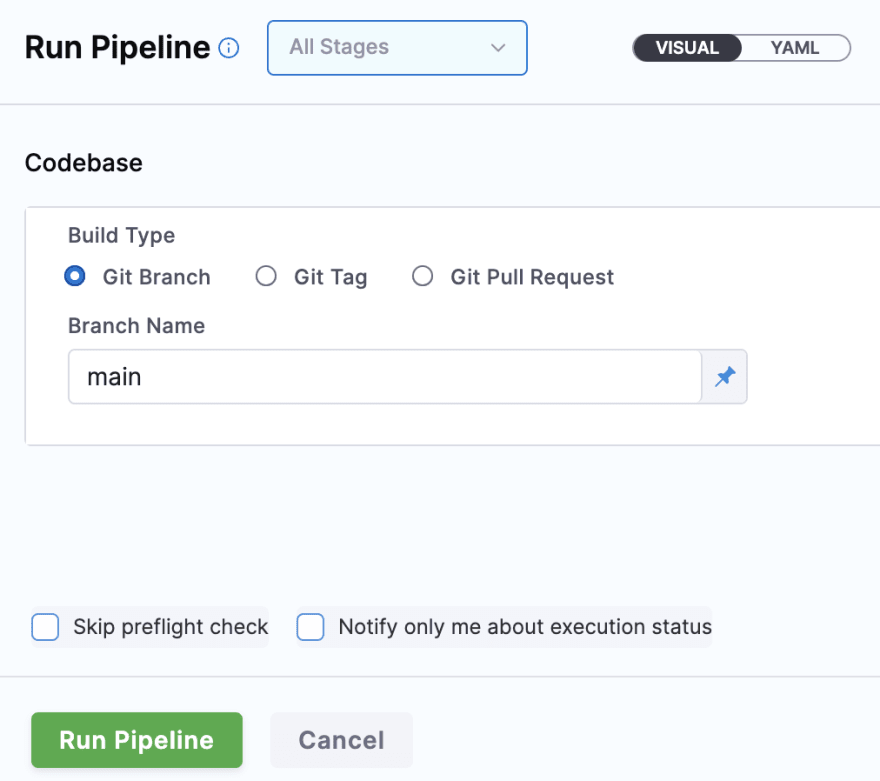 Run Pipeline
All Stages
VISUAL
YAML
Codebase
Build Type
Git Branch
Git Tag
Git Pull Request
Branch Name
main
Skip preflight check
Notify only me about execution status
Run Pipeline
Cancel